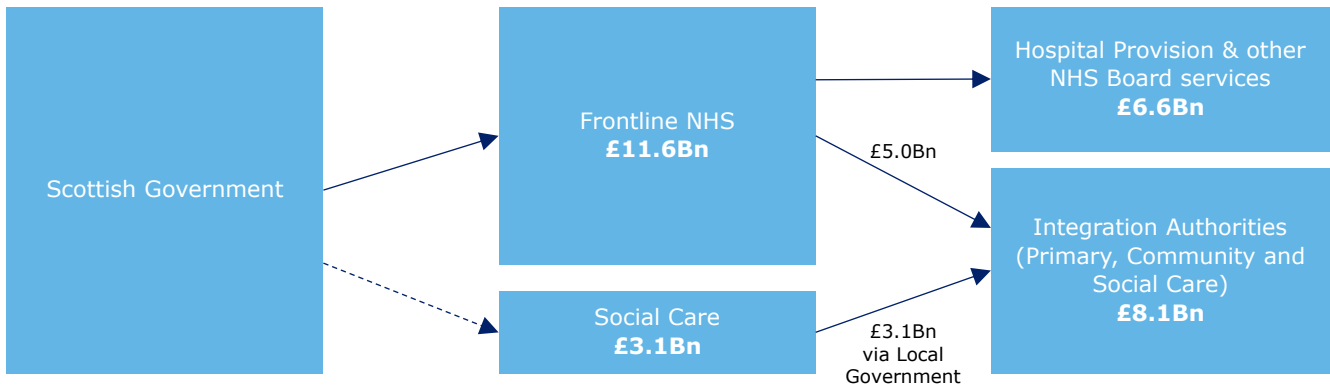 Scottish Government
Frontline NHS
£11.6Bn
Social Care
£3.1Bn
£5.0Bn
£3.1Bn
via Local
Government
Hospital Provision & other
NHS Board services
£6.6Bn
Integration Authorities
(Primary, Community and
Social Care)
£8.1Bn